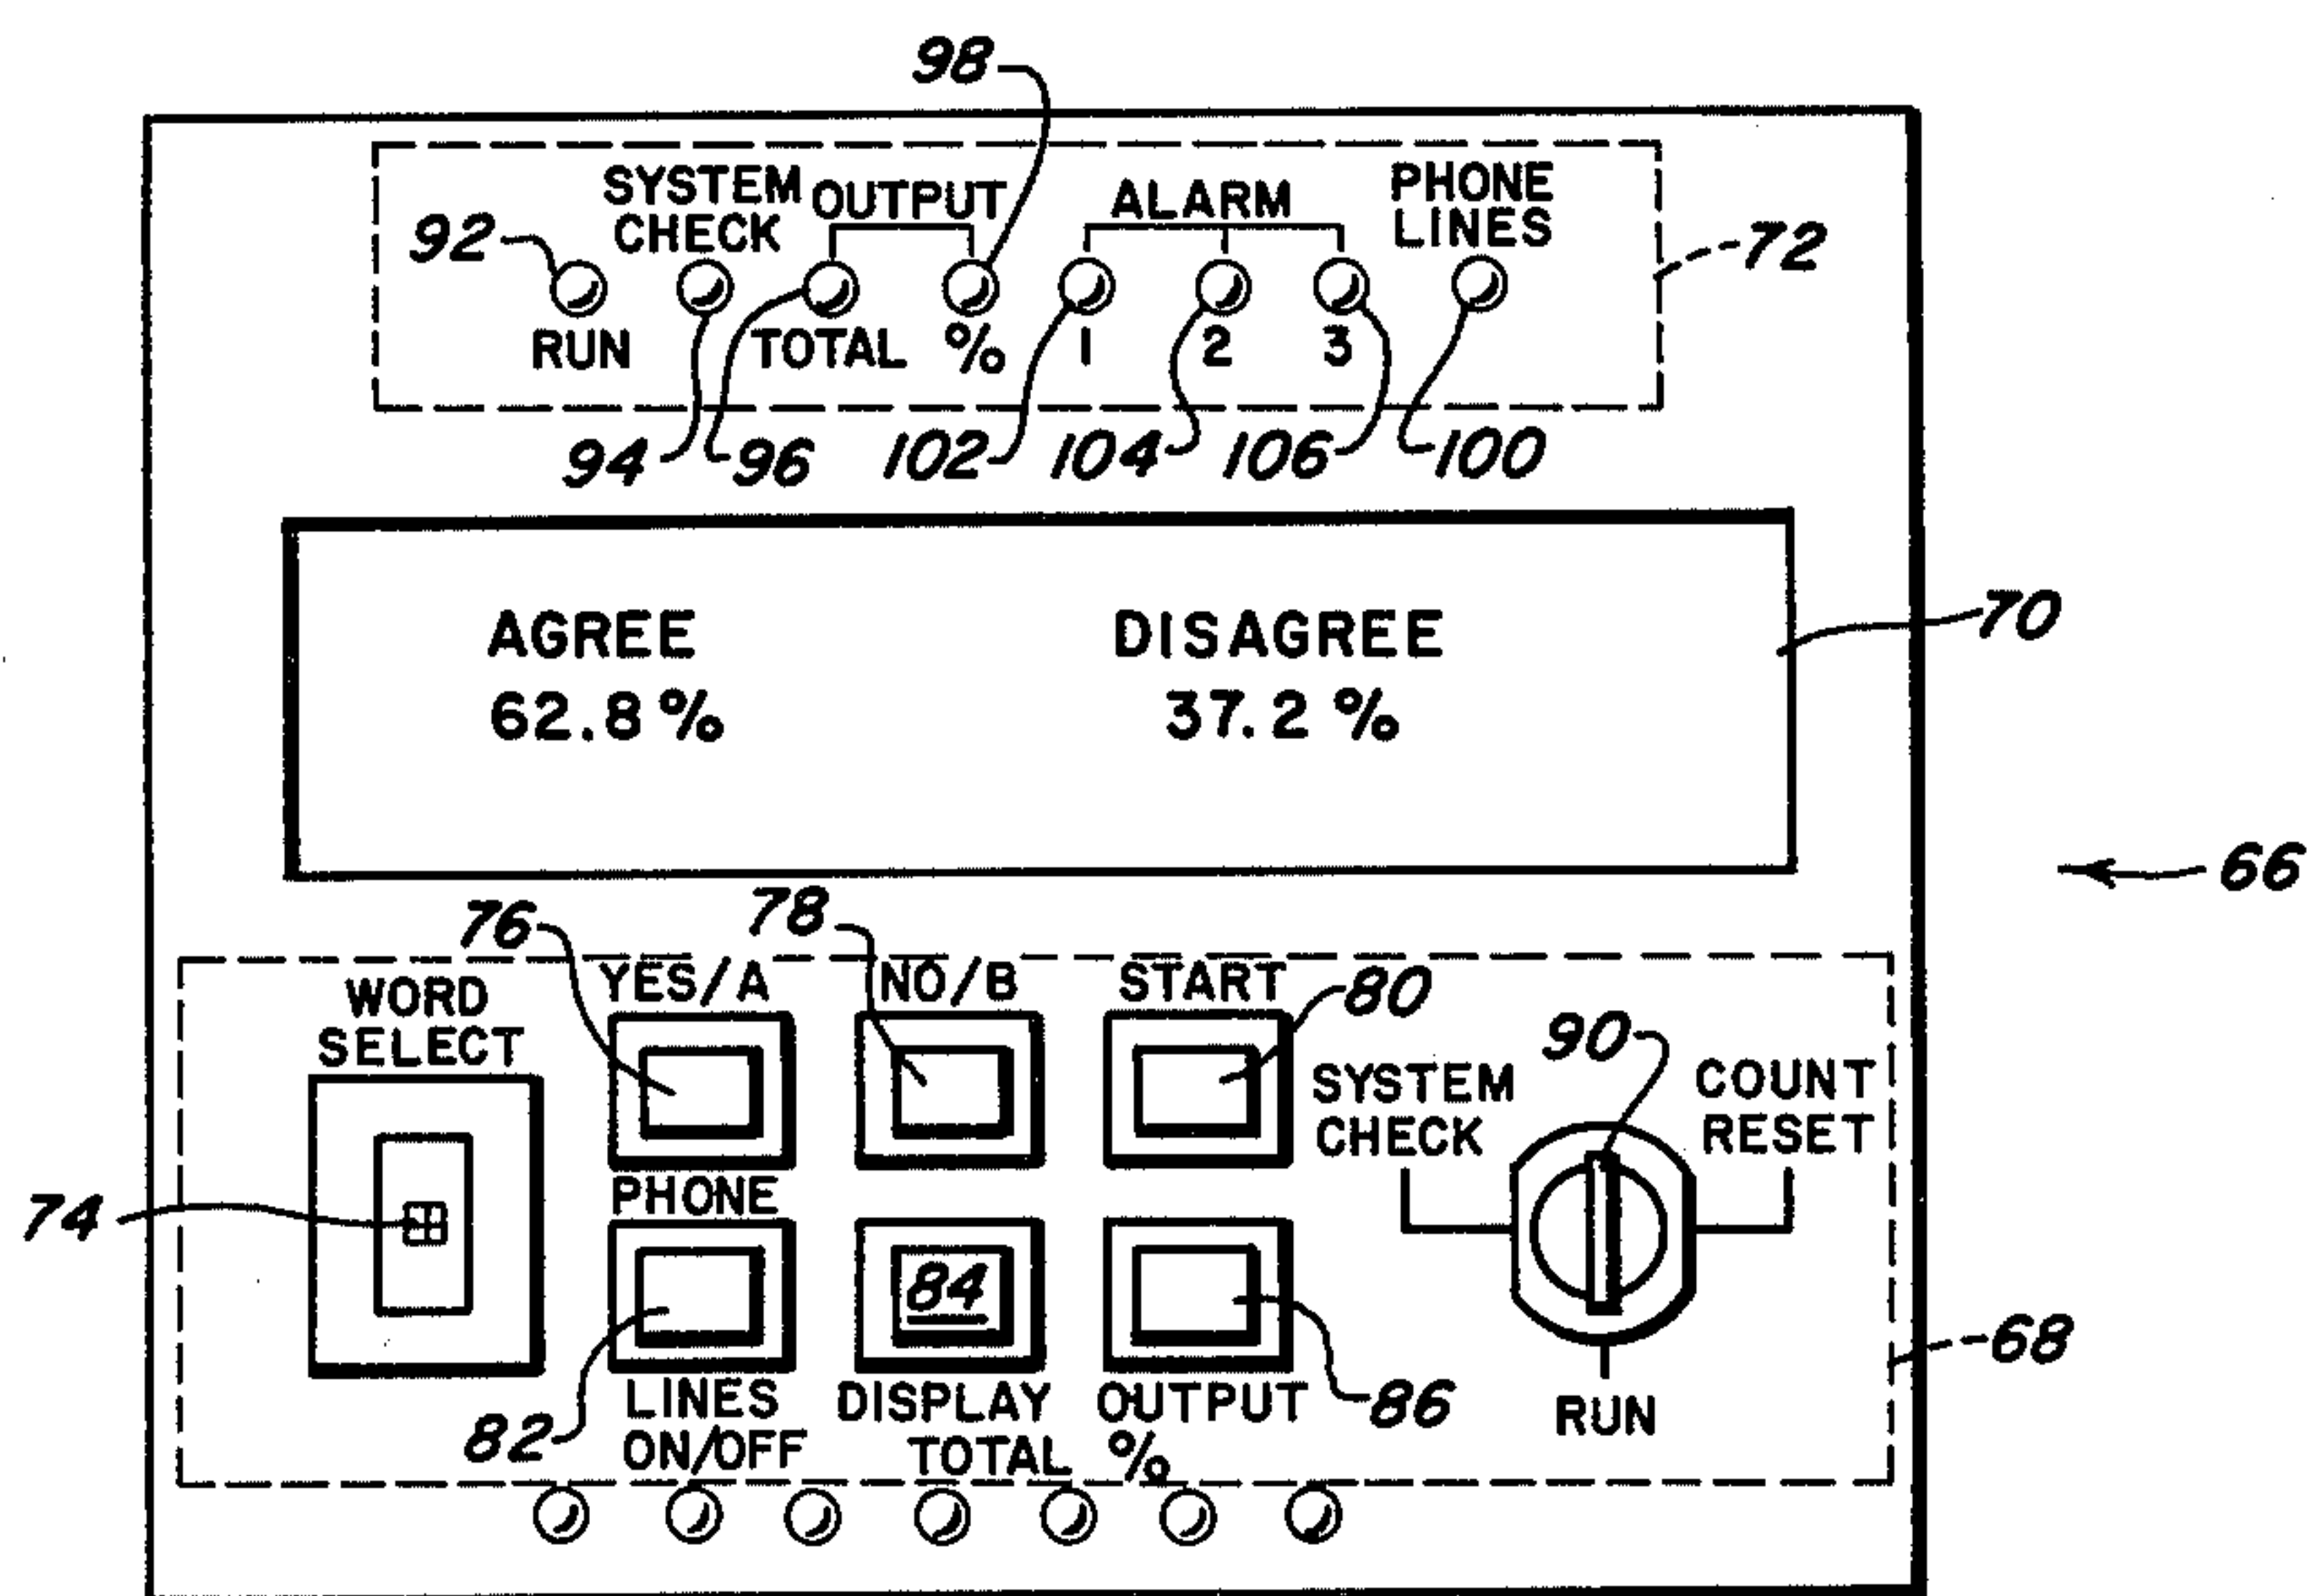 98
SYSTEM CHECK
OUTPUT
ALARM
PHONE LINES
92
72
RUN
TOTAL
%
1
2
3
94
96
102
104
106
100
AGREE
DISAGREE
70
62.8 %
37.2 %
66
76
78
WORD SELECT
YES/A
NO/B
START
80
90
SYSTEM CHECK
COUNT RESET
74
PHONE
84
68
82
LINES ON/OFF
DISPLAY
OUTPUT
86
RUN
TOTAL %